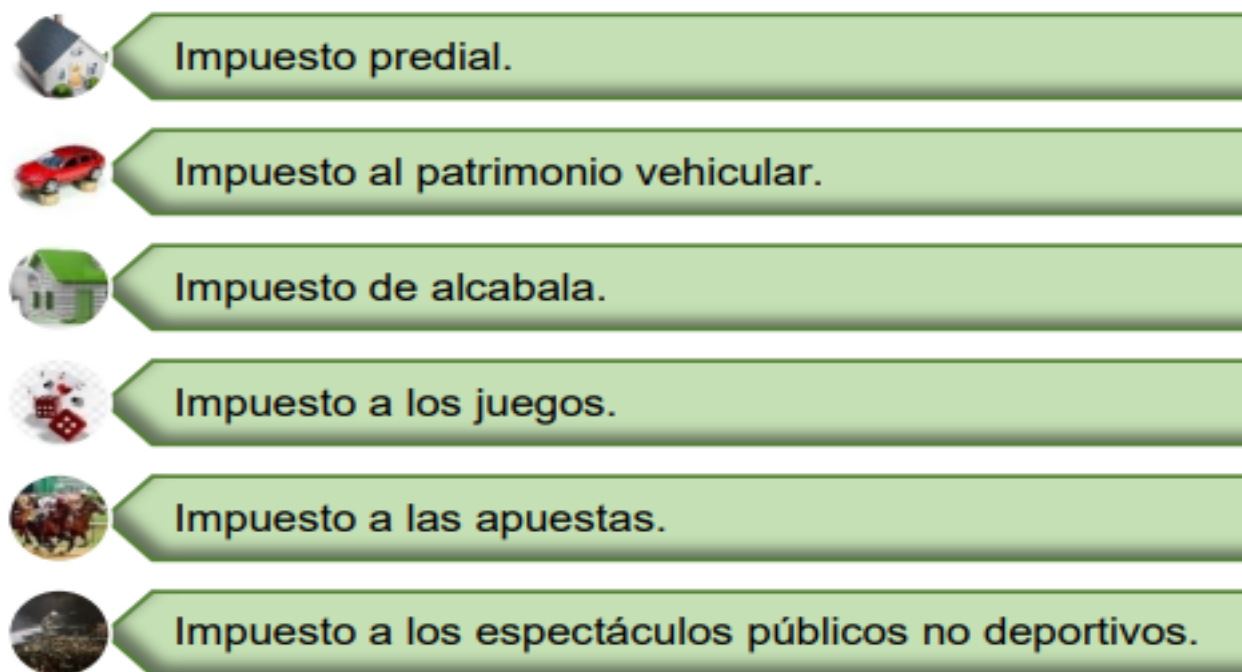 Impuesto predial.
Impuesto al patrimonio vehicular.
Impuesto de alcabala.
Impuesto a los juegos.
Impuesto a las apuestas.
Impuesto a los espectáculos públicos no deportivos.